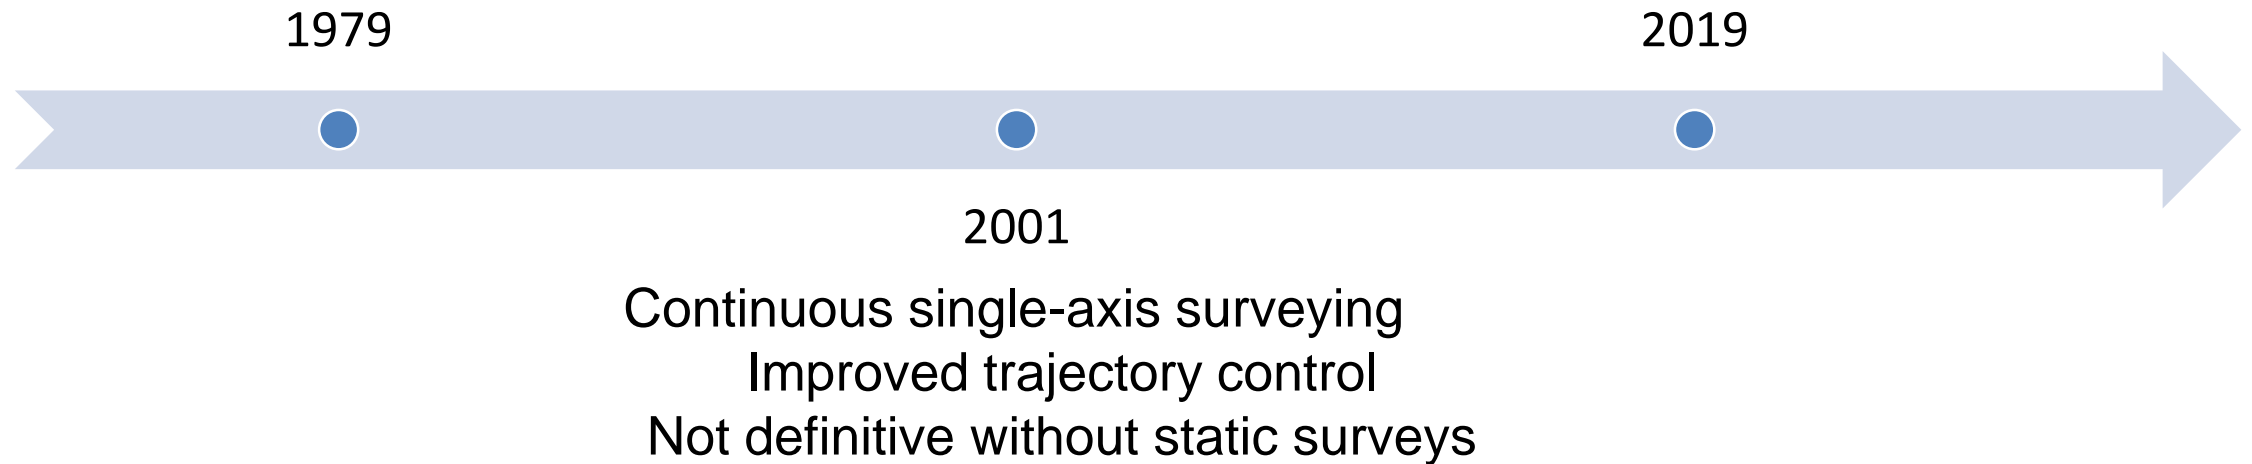 1979
2019
2001
Continuous single-axis surveying
Improved trajectory control
Not definitive without static surveys